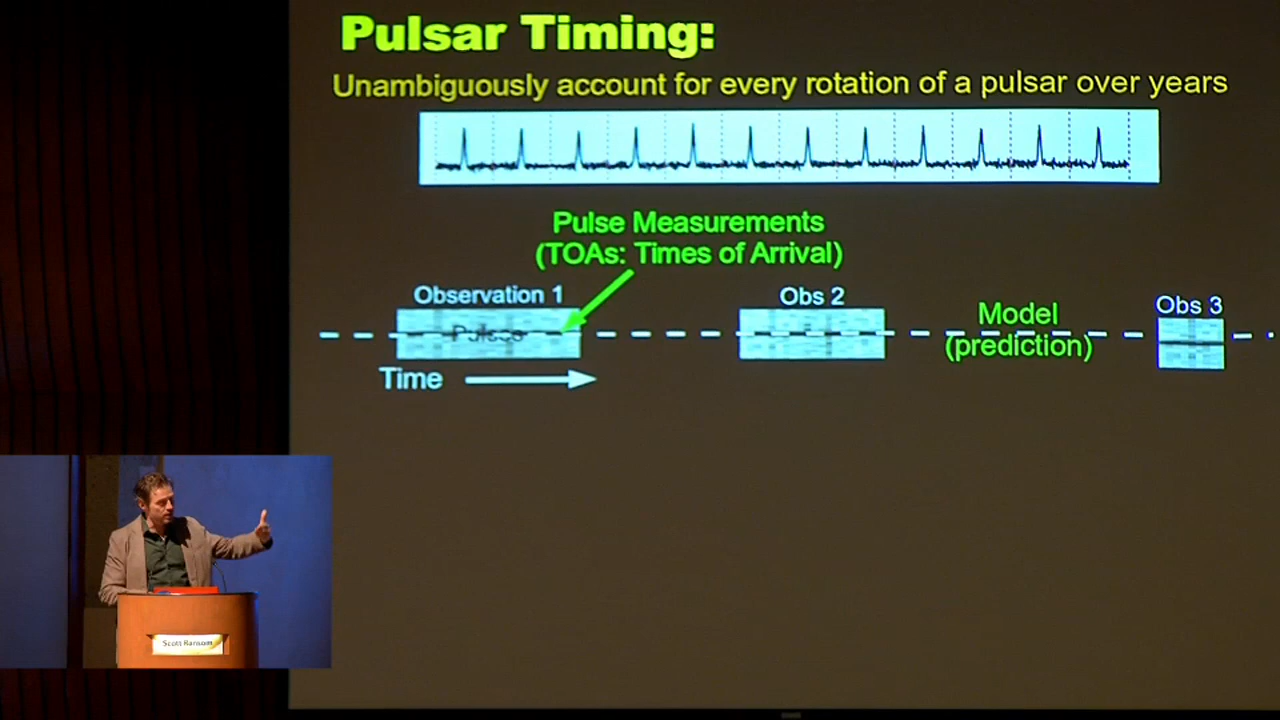 Pulsar Timing:
Unambiguously account for every rotation of a pulsar over years
Pulse Measurements
(TOAs: Times of Arrival)
Observation 1
Obs 2
Model
(prediction)
Obs 3
Pulses
Time
Scott Ransom